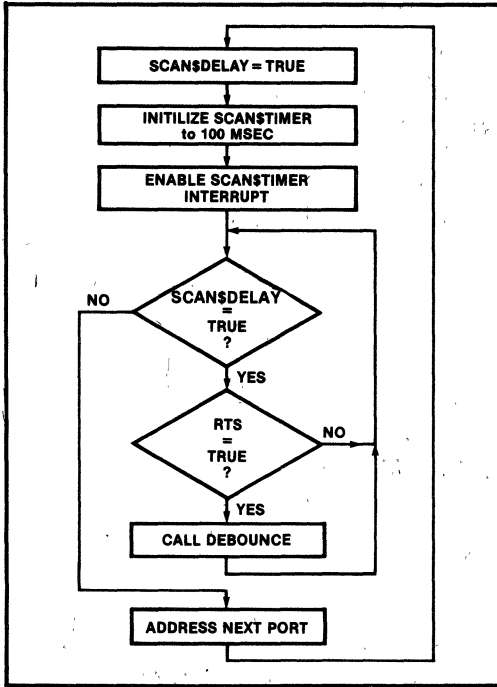 SCAN$DELAY = TRUE
INITILIZE SCAN$TIMER
to 100 MSEC
ENABLE SCAN$TIMER
INTERRUPT
NO
SCAN$DELAY
=
TRUE
?
YES
RTS
=
TRUE
?
NO
YES
CALL DEBOUNCE
ADDRESS NEXT PORT